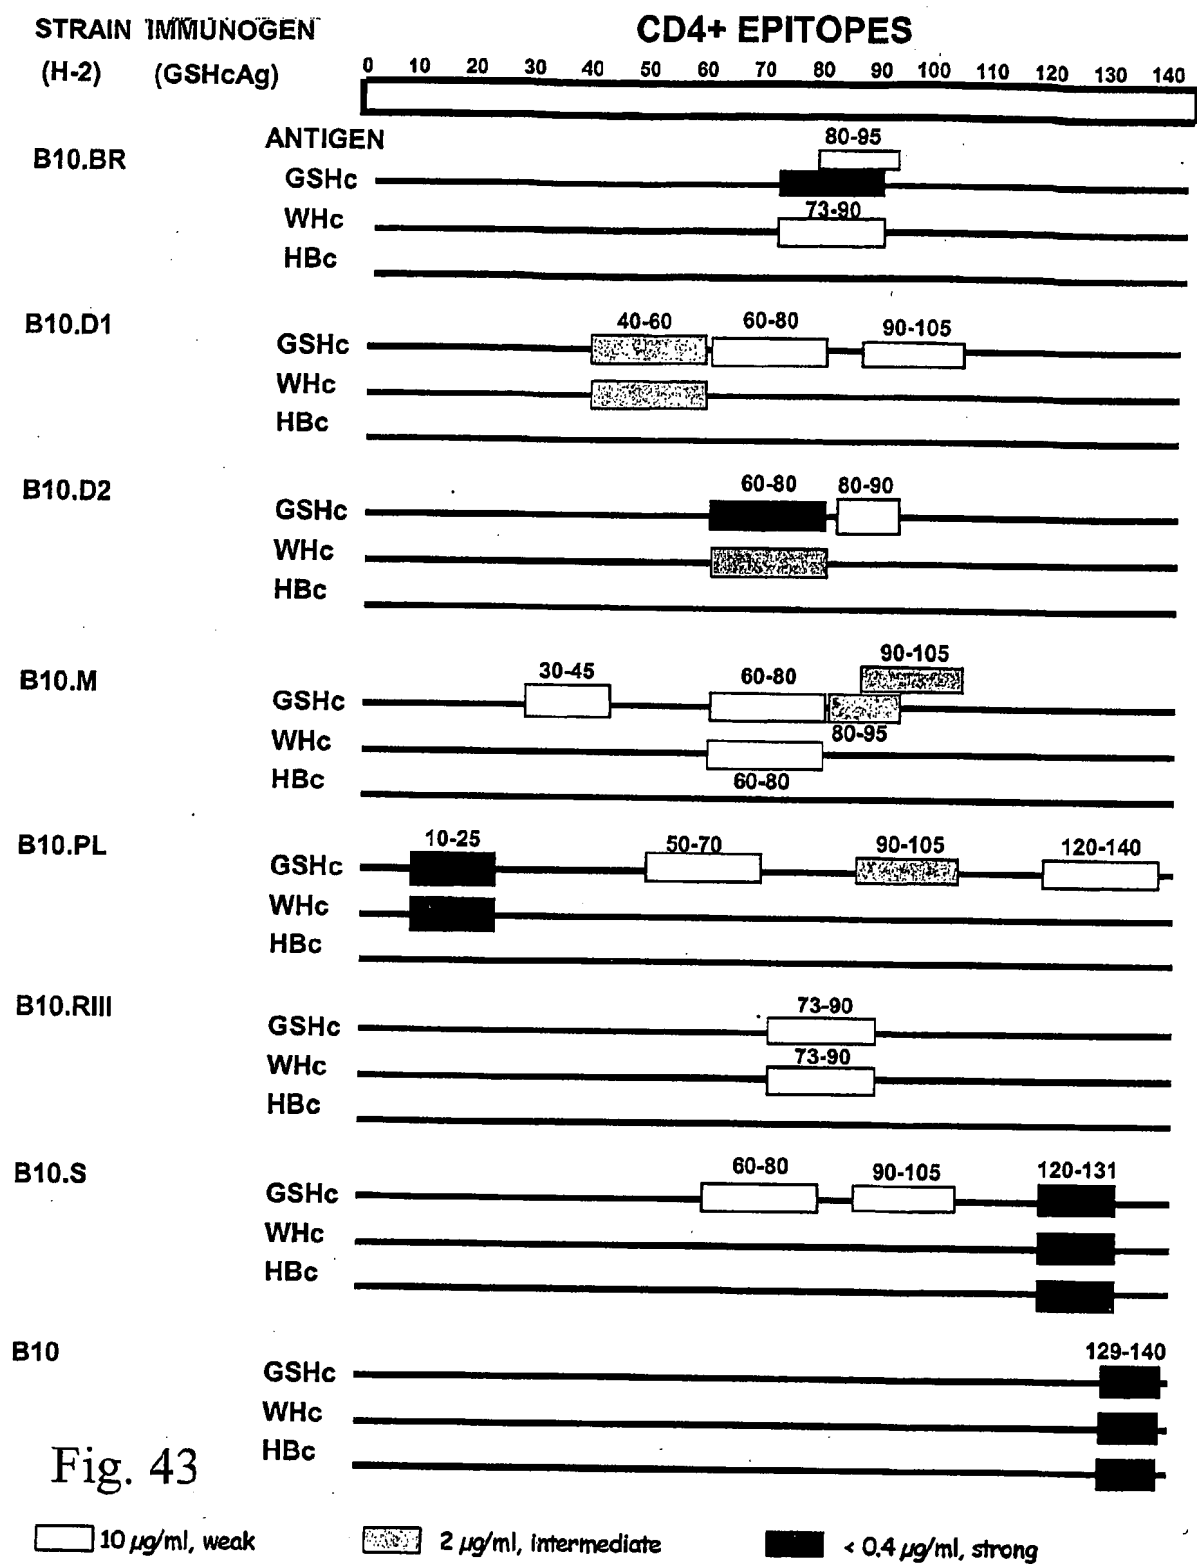 STRAIN IMMUNOGEN CD4+ EPITOPES
(H-2) (GSHcAg) 0 10 20 30 40 60 60 70 80 90 100 110 120 130 140
ANTIGEN
B10.BR
80-95
GSHc
73-90
WHc
HBc
B10.D1
40-60 60-80 90-105
GSHc
WHc
HBc
B10.D2
60-80 80-90
GSHc
WHc
HBc
B10.M
30-45 60-80 90-105
GSHc
80-95
WHc
60-80
HBc
B10.PL
10-25 50-70 90-105 120-140
GSHc
WHc
HBc
B10.RIII
73-90
GSHc
73-90
WHc
HBc
B10.S
60-80 90-105 120-131
GSHc
WHc
HBc
B10
129-140
GSHc
WHc
HBc
Fig. 43
10 µg/ml, weak 2 µg/ml, intermediate < 0.4 µg/ml, strong